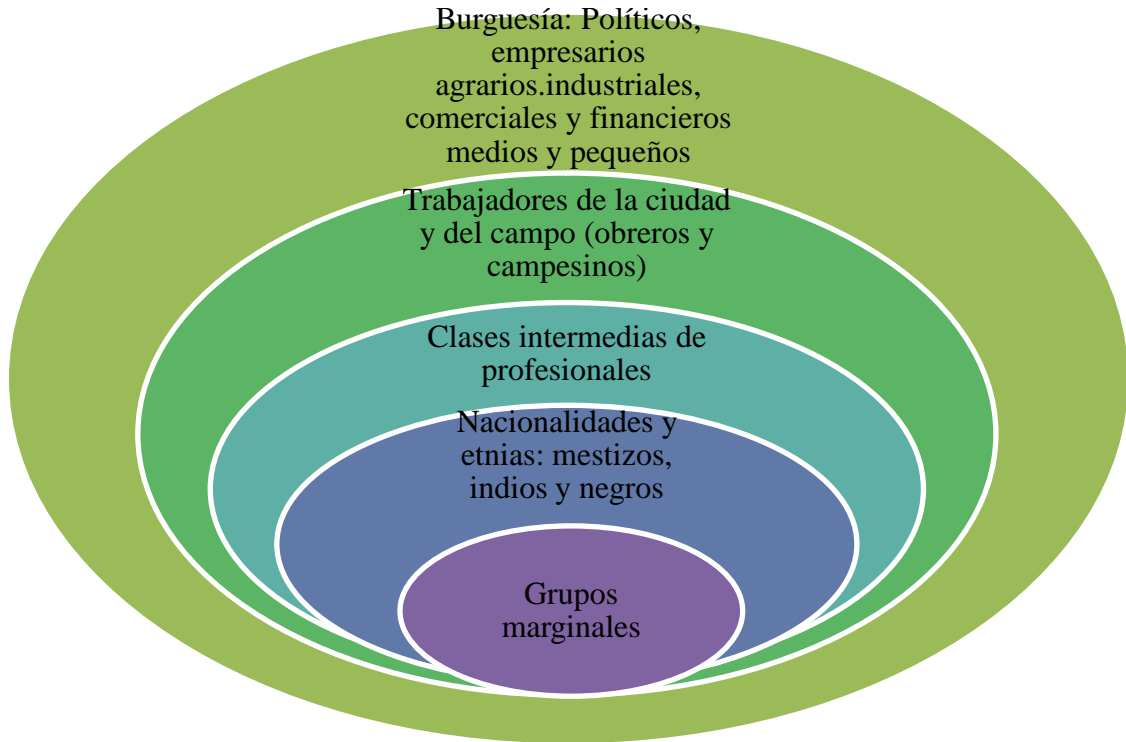 Burguesía: Políticos,
empresarios
agrarios.industriales,
comerciales y financieros
medios y pequeños
Trabajadores de la ciudad
y del campo (obreros y
campesinos)
Clases intermedias de
profesionales
Nacionalidades y
etnias: mestizos,
indios y negros
Grupos
marginales